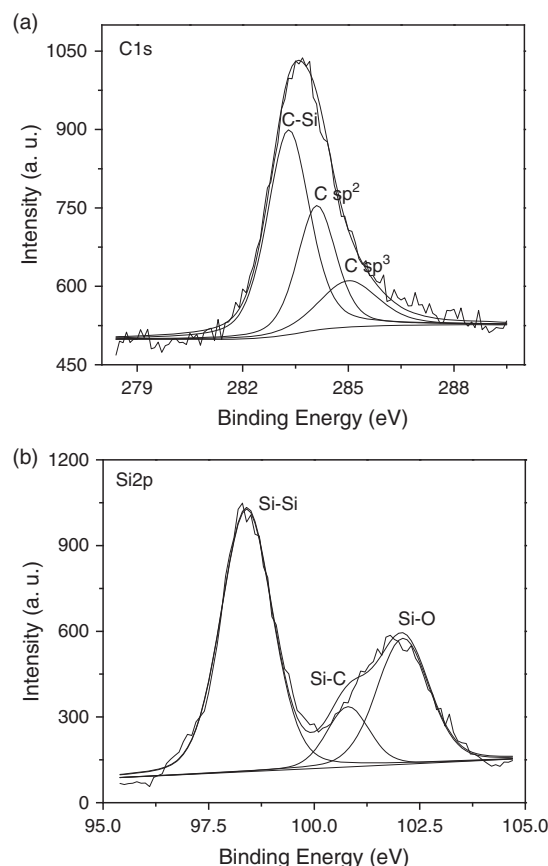 (a)
C1s
1050
900
750
600
450
Intensity (a. u.)
C-Si
C sp²
C sp³
279
282
285
288
Binding Energy (eV)
(b)
Si2p
1200
900
600
300
0
Intensity (a. u.)
Si-Si
Si-C
Si-O
95.0
97.5
100.0
102.5
105.0
Binding Energy (eV)